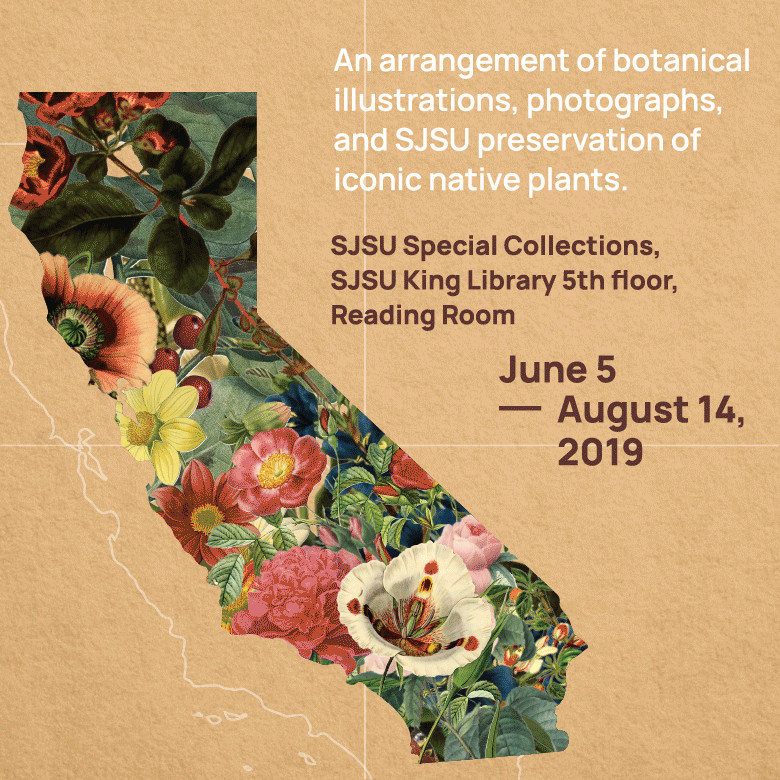 An arrangement of botanical
illustrations, photographs,
and SJSU preservation of
iconic native plants.
SJSU Special Collections,
SJSU King Library 5th floor,
Reading Room
June 5
— August 14,
2019